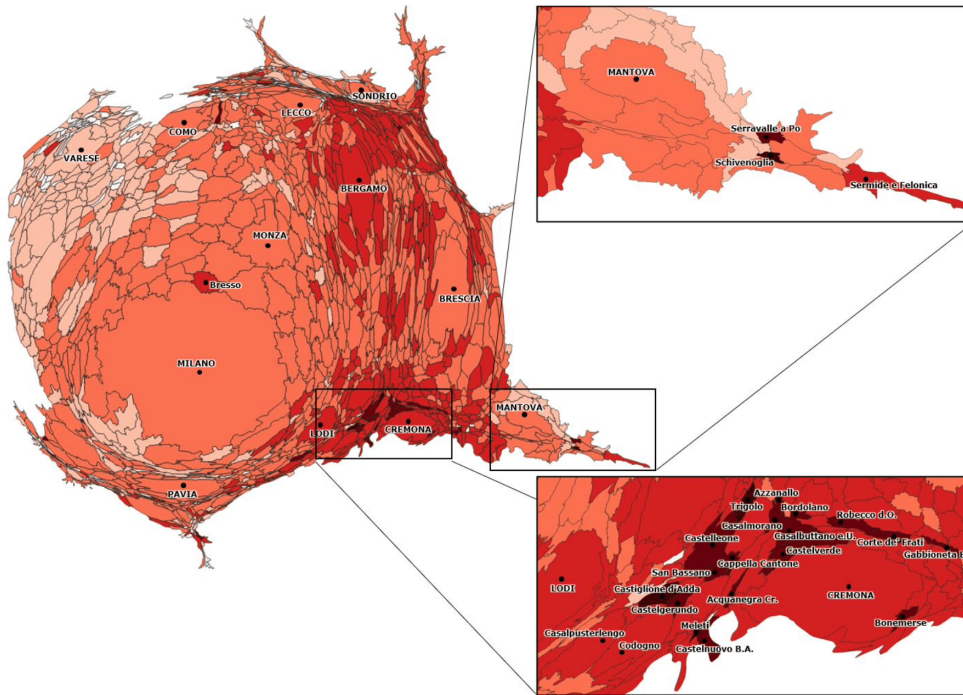 SONDRIO
LECCO
COMO
VARESE
BERGAMO
MONZA
Bresso
BRESCIA
MILANO
MANTOVA
LODI
CREMONA
PAVIA
MANTOVA
Serravalle a Po
Schivenoglia
Sermide e Felonica
Azzanallo
Trigolo
Bordolano
Robecco d.O.
Casalmorano
Casalbuttano e.U.
Castelleone
Corte de' Frati
Castelverde
Gabbioneta B
Cappella Cantone
San Bassano
LODI
Castiglione d'Adda
Acquanegra Cr.
CREMONA
Castelgerundo
Bonemerse
Meleti
Casalpusterlengo
Codogno
Castelnuovo B.A.